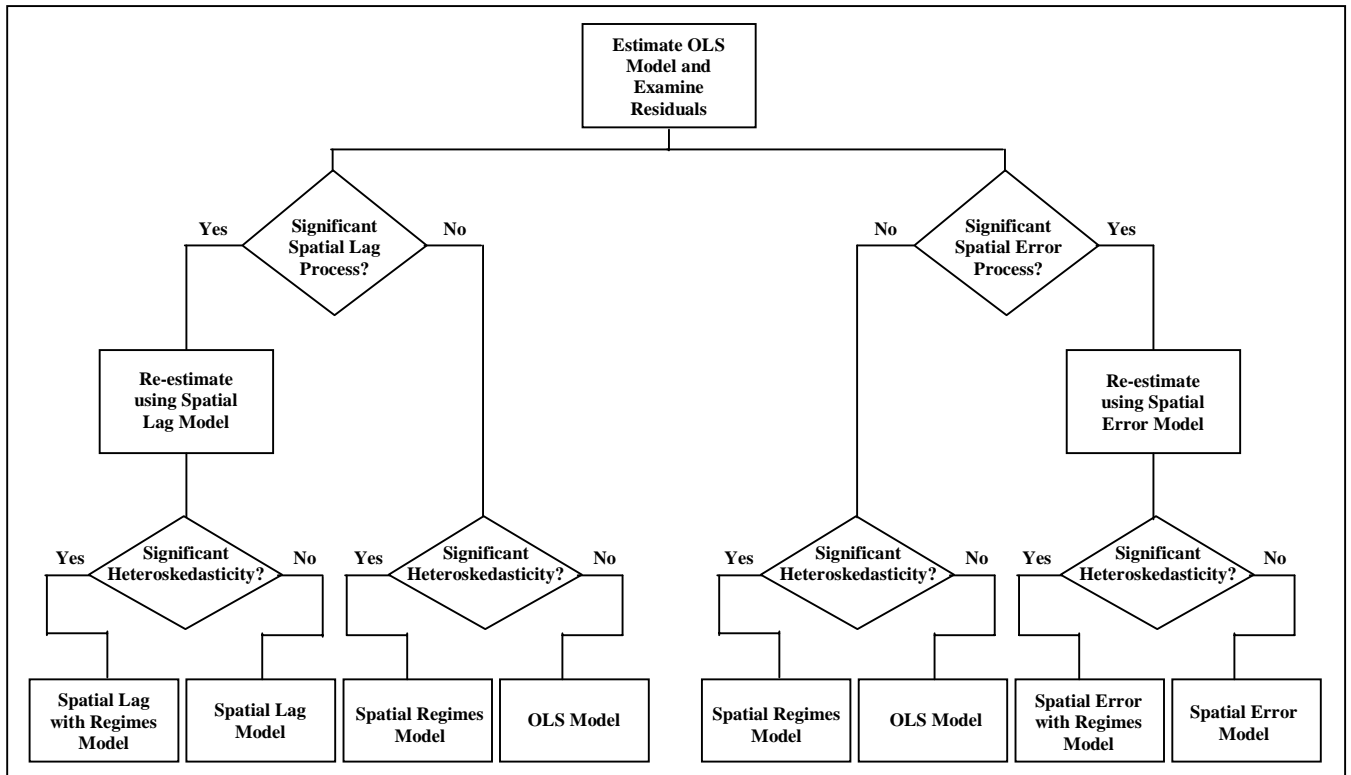 Estimate OLS
Model and
Examine
Residuals
Yes
Significant
Spatial Lag
Process?
No
No
Significant
Spatial Error
Process?
Yes
Re-estimate
using Spatial
Lag Model
Re-estimate
using Spatial
Error Model
Yes
Significant
Heteroskedasticity?
No
Yes
Significant
Heteroskedasticity?
No
Yes
Significant
Heteroskedasticity?
No
Yes
Significant
Heteroskedasticity?
No
Spatial Lag
with Regimes
Model
Spatial Lag
Model
Spatial Regimes
Model
OLS Model
Spatial Regimes
Model
OLS Model
Spatial Error
with Regimes
Model
Spatial Error
Model